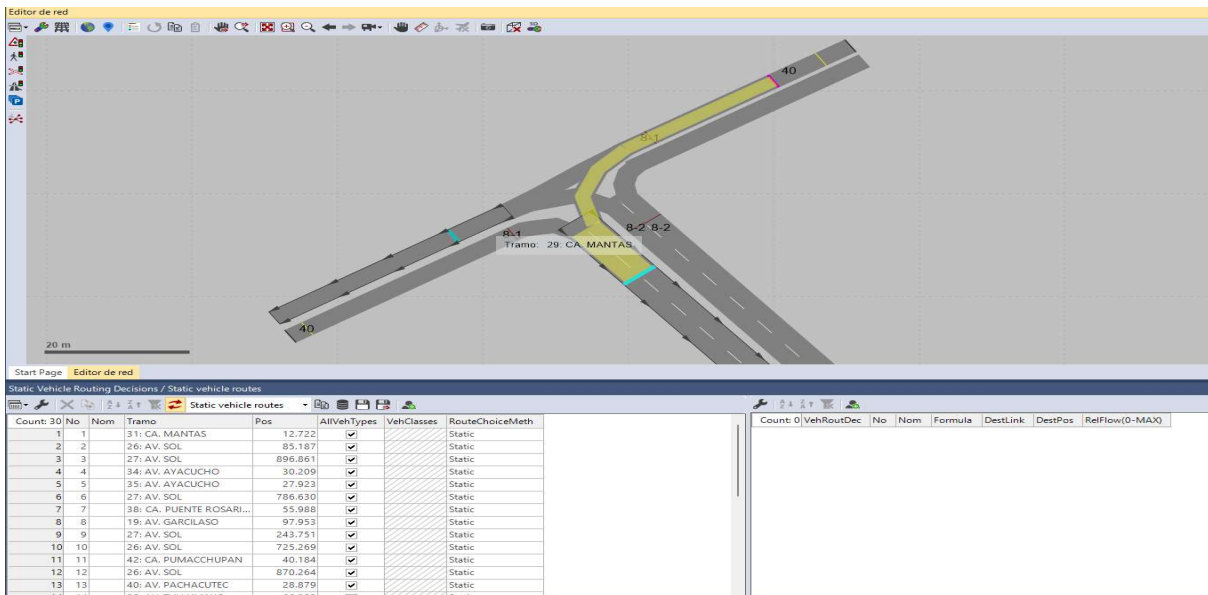 Editor de red
40
8-1
8-2 8-2
8-1
Tramo: 29: CA. MANTAS
40
20 m
Start Page Editor de red
Static Vehicle Routing Decisions / Static vehicle routes
Static vehicle routes
Count: 30 No Nom Tramo Pos AllVehTypes VehClasses RouteChoiceMeth
Count: 0 VehRoutDec No Nom Formula DestLink DestPos RelFlow(0-MAX)
1 1 31: CA. MANTAS 12.722 Static
2 2 26: AV. SOL 85.187 Static
3 3 27: AV. SOL 896.861 Static
4 4 34: AV. AYACUCHO 30.209 Static
5 5 35: AV. AYACUCHO 27.923 Static
6 6 27: AV. SOL 786.630 Static
7 7 38: CA. PUENTE ROSARI... 55.988 Static
8 8 19: AV. GARCILASO 97.953 Static
9 9 27: AV. SOL 243.751 Static
10 10 26: AV. SOL 725.269 Static
11 11 42: CA. PUMACCHUPAN 40.184 Static
12 12 26: AV. SOL 870.264 Static
13 13 40: AV. PACHACUTEC 28.879 Static